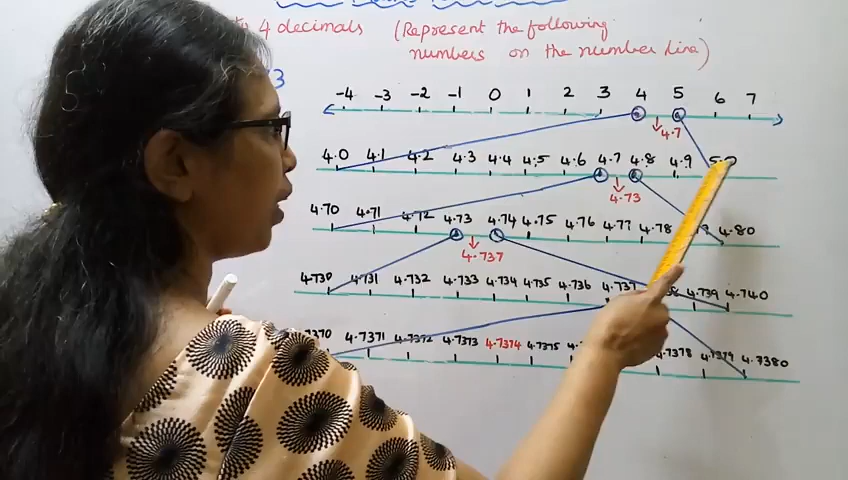 4 decimals (Represent the following
numbers on the number line)
3
-4 -3 -2 -1 0 1 2 3 4 5 6 7
4.7
4.0 4.1 4.2 4.3 4.4 4.5 4.6 4.7 4.8 4.9
4.73
4.70 4.71 4.72 4.73 4.74 4.75 4.76 4.77 4.78 4.80
4.737
4.730 4.731 4.732 4.733 4.734 4.735 4.736 4.737 4.739 4.740
7370 4.7371 4.7372 4.7373 4.7374 4.7375 4.7378 4.7379 4.7380